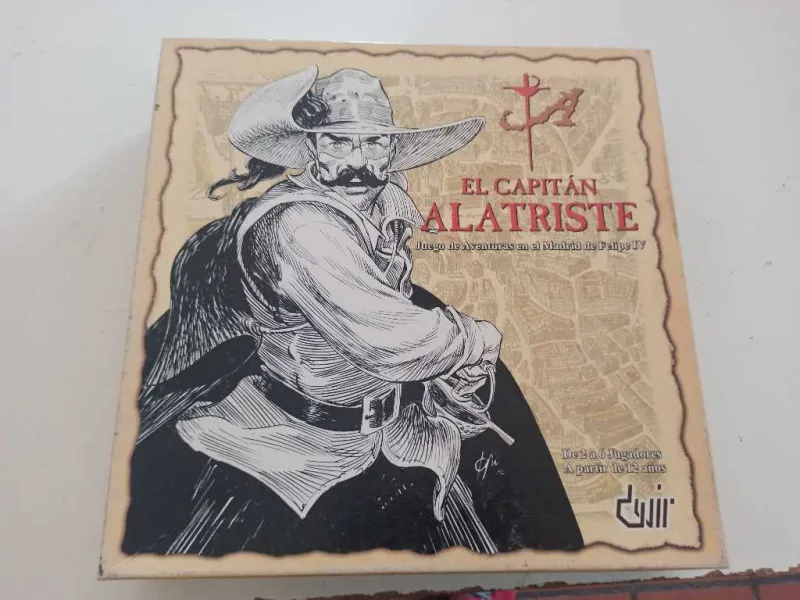 A
EL CAPITÁN
ALATRISTE
Juego de Aventuras en el Madrid de Felipe IV
De 2 a 6 Jugadores
A partir de 12 años
devir